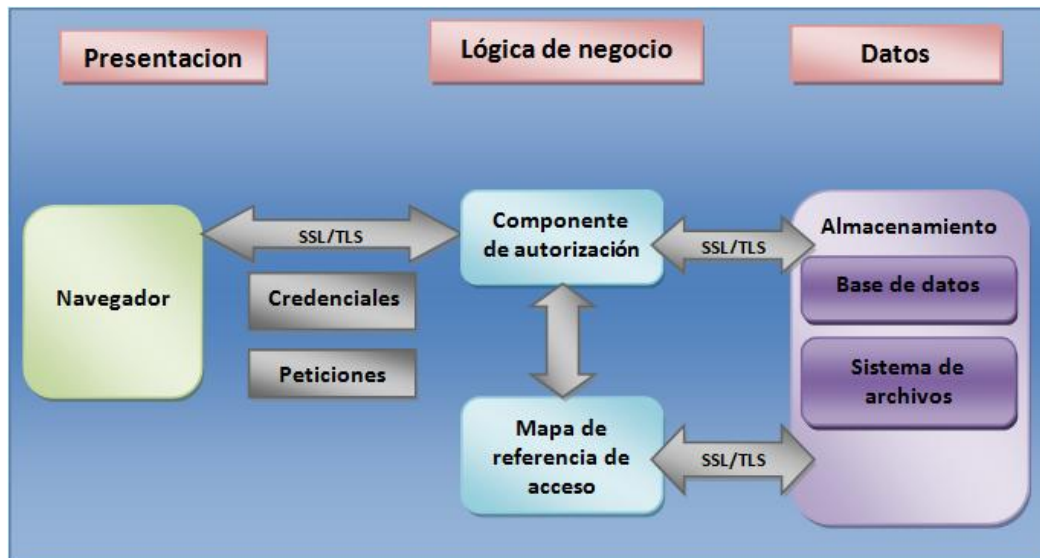 Presentacion
Lógica de negocio
Datos
Navegador
SSL/TLS
Credenciales
Peticiones
Componente
de autorización
SSL/TLS
Almacenamiento
Base de datos
Sistema de
archivos
Mapa de
referencia de
acceso
SSL/TLS